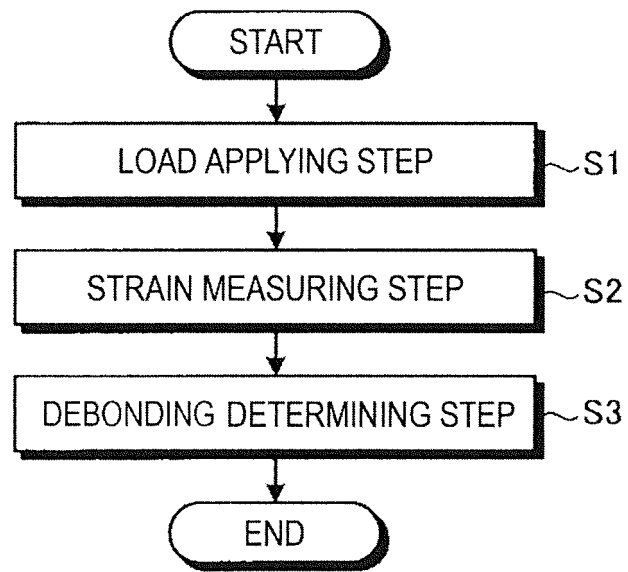 START
LOAD APPLYING STEP
S1
STRAIN MEASURING STEP
S2
DEBONDING DETERMINING STEP
S3
END